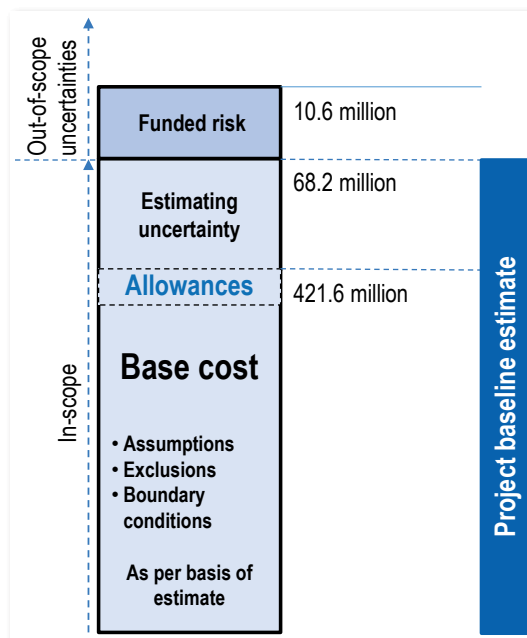 Out-of-scope
uncertainties
Funded risk
10.6 million
Estimating
uncertainty
68.2 million
Allowances
421.6 million
In-scope
Base cost
• Assumptions
• Exclusions
• Boundary
conditions
As per basis of
estimate
Project baseline estimate